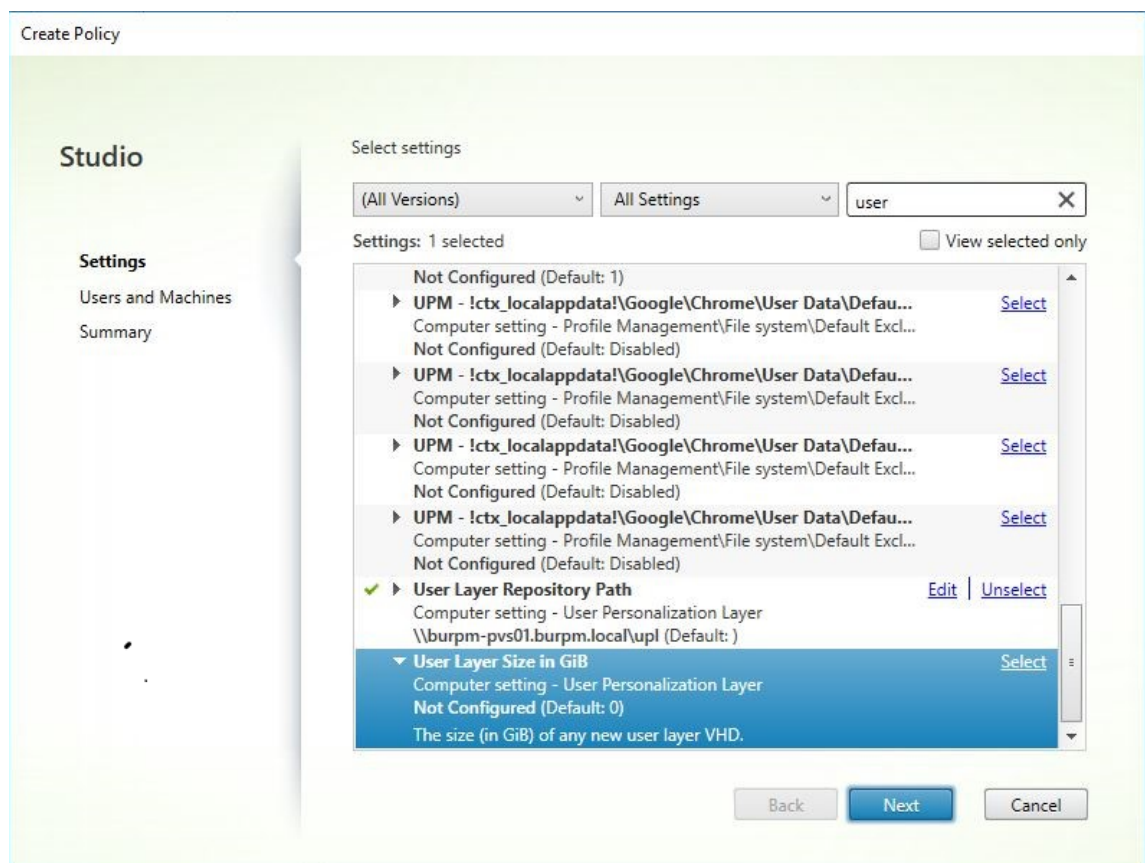 Create Policy
Studio
Settings
Users and Machines
Summary
Select settings
(All Versions)
All Settings
user
Settings: 1 selected
View selected only
Not Configured (Default: 1)
UPM - !ctx_localappdata!\Google\Chrome\User Data\Defau... Select
Computer setting - Profile Management\File system\Default Excl...
Not Configured (Default: Disabled)
UPM - !ctx_localappdata!\Google\Chrome\User Data\Defau... Select
Computer setting - Profile Management\File system\Default Excl...
Not Configured (Default: Disabled)
UPM - !ctx_localappdata!\Google\Chrome\User Data\Defau... Select
Computer setting - Profile Management\File system\Default Excl...
Not Configured (Default: Disabled)
UPM - !ctx_localappdata!\Google\Chrome\User Data\Defau... Select
Computer setting - Profile Management\File system\Default Excl...
Not Configured (Default: Disabled)
User Layer Repository Path Edit | Unselect
Computer setting - User Personalization Layer
\\burpm-pvs01.burpm.local\upl (Default: )
User Layer Size in GiB Select
Computer setting - User Personalization Layer
Not Configured (Default: 0)
The size (in GiB) of any new user layer VHD.
Back
Next
Cancel